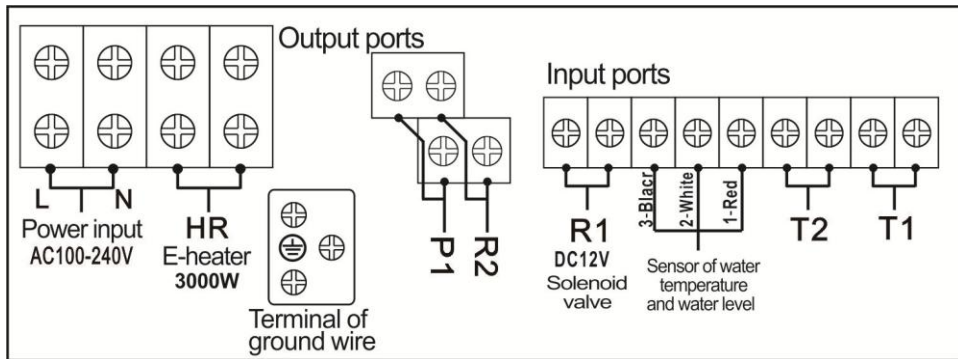 Output ports
L N
Power input
AC100-240V
HR
E-heater
3000W
Terminal of
ground wire
P1
R2
Input ports
R1
DC12V
Solenoid
valve
3-Blacr
2-White
1-Red
Sensor of water
temperature
and water level
T2
T1